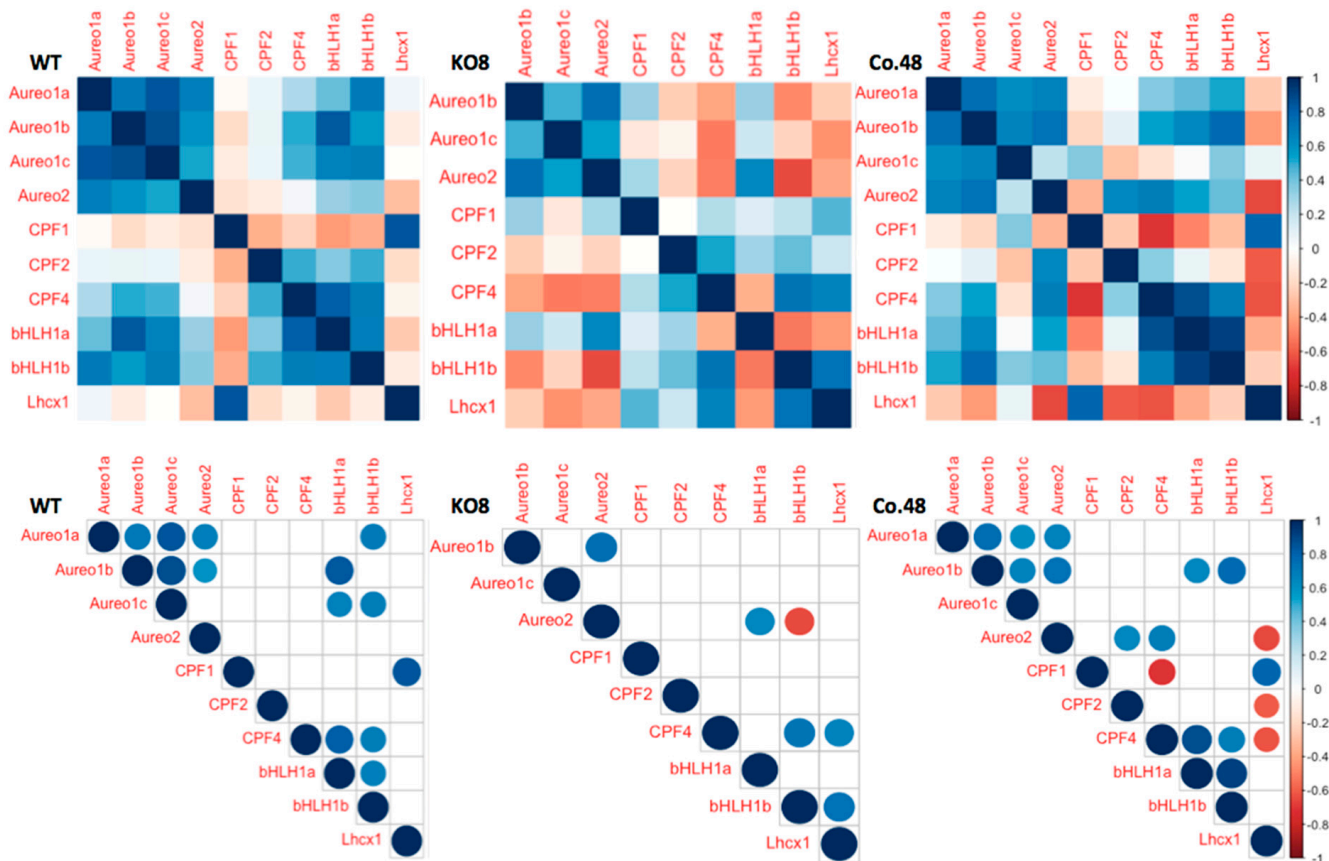 WT
Aureo1a
Aureo1b
Aureo1c
Aureo2
CPF1
CPF2
CPF4
bHLH1a
bHLH1b
Lhcx1
Aureo1a
Aureo1b
Aureo1c
Aureo2
CPF1
CPF2
CPF4
bHLH1a
bHLH1b
Lhcx1
KO8
Aureo1b
Aureo1c
Aureo2
CPF1
CPF2
CPF4
bHLH1a
bHLH1b
Lhcx1
Aureo1b
Aureo1c
Aureo2
CPF1
CPF2
CPF4
bHLH1a
bHLH1b
Lhcx1
Co.48
Aureo1a
Aureo1b
Aureo1c
Aureo2
CPF1
CPF2
CPF4
bHLH1a
bHLH1b
Lhcx1
Aureo1a
Aureo1b
Aureo1c
Aureo2
CPF1
CPF2
CPF4
bHLH1a
bHLH1b
Lhcx1
1
0.8
0.6
0.4
0.2
0
-0.2
-0.4
-0.6
-0.8
-1
WT
Aureo1a
Aureo1b
Aureo1c
Aureo2
CPF1
CPF2
CPF4
bHLH1a
bHLH1b
Lhcx1
Aureo1a
Aureo1b
Aureo1c
Aureo2
CPF1
CPF2
CPF4
bHLH1a
bHLH1b
Lhcx1
KO8
Aureo1b
Aureo1c
Aureo2
CPF1
CPF2
CPF4
bHLH1a
bHLH1b
Lhcx1
Aureo1b
Aureo1c
Aureo2
CPF1
CPF2
CPF4
bHLH1a
bHLH1b
Lhcx1
Co.48
Aureo1a
Aureo1b
Aureo1c
Aureo2
CPF1
CPF2
CPF4
bHLH1a
bHLH1b
Lhcx1
Aureo1a
Aureo1b
Aureo1c
Aureo2
CPF1
CPF2
CPF4
bHLH1a
bHLH1b
Lhcx1
1
0.8
0.6
0.4
0.2
0
-0.2
-0.4
-0.6
-0.8
-1